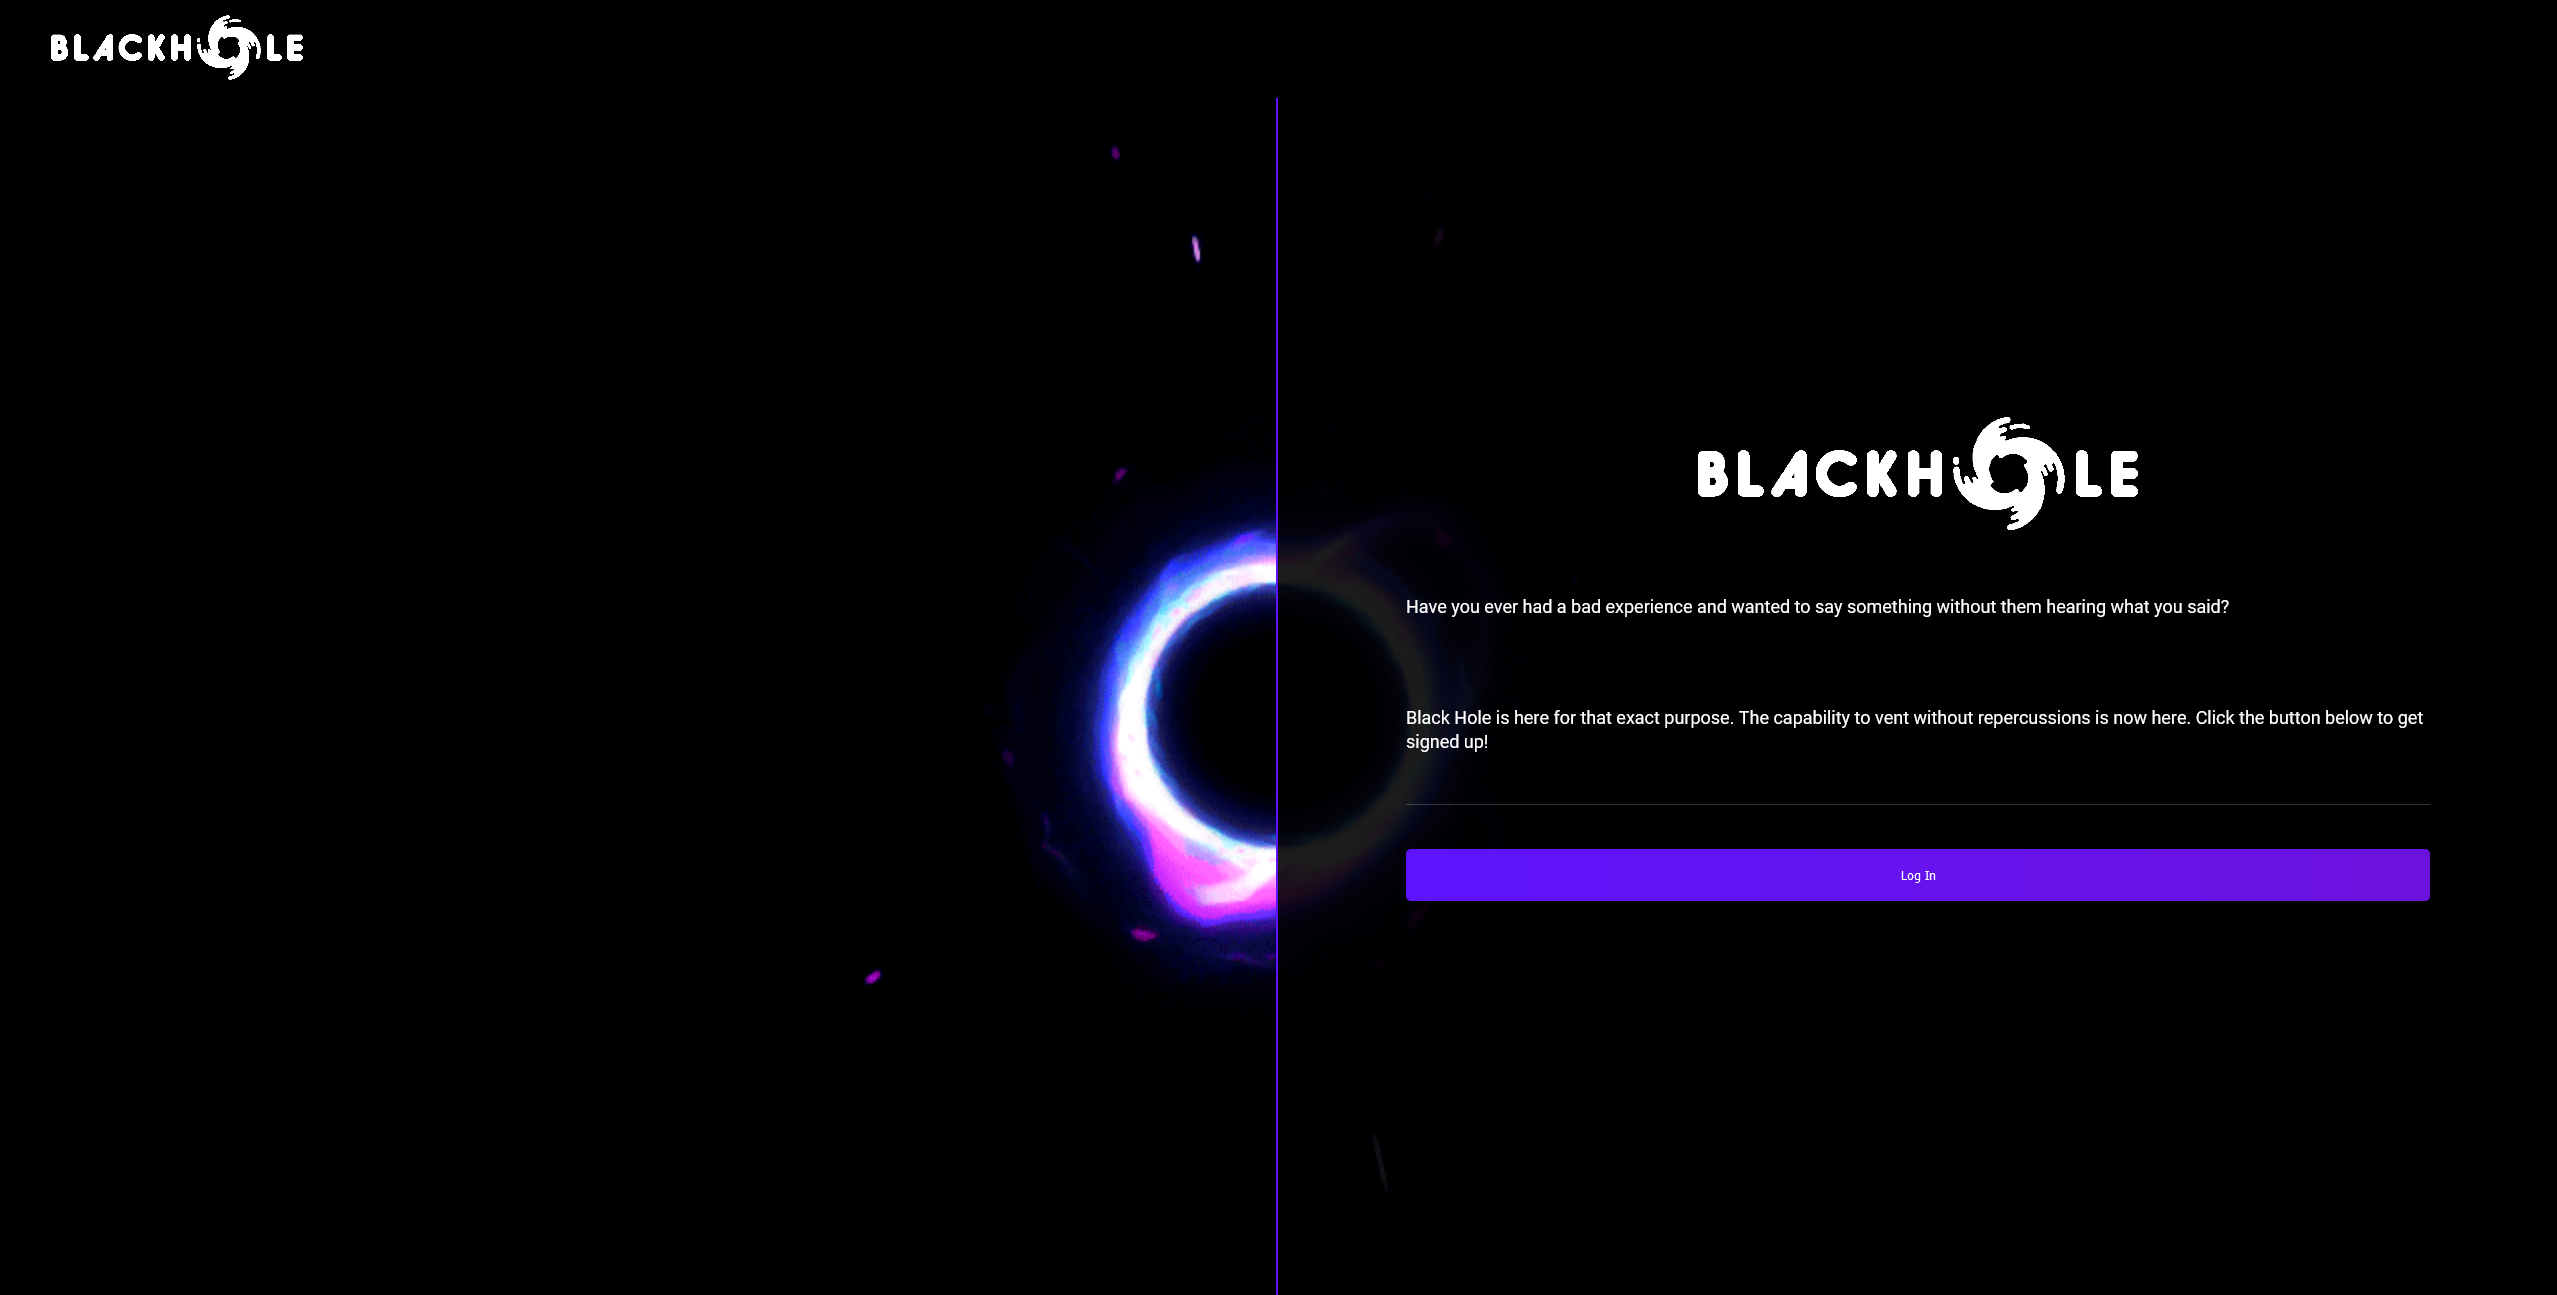 BLACKHOLE
BLACKHOLE
Have you ever had a bad experience and wanted to say something without them hearing what you said?
Black Hole is here for that exact purpose. The capability to vent without repercussions is now here. Click the button below to get
signed up!
Log In